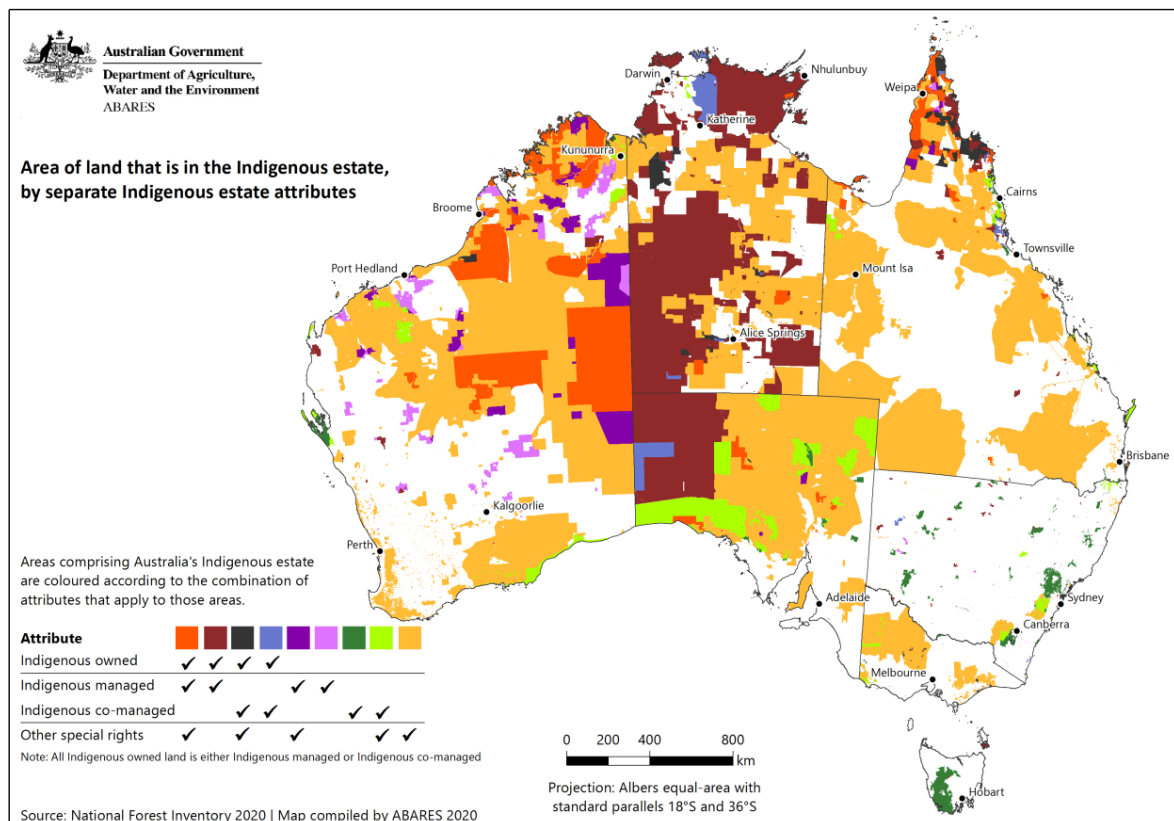 Australian Government
Department of Agriculture,
Water and the Environment
ABARES
Area of land that is in the Indigenous estate,
by separate Indigenous estate attributes
Darwin
Nhulunbuy
Weipa
Katherine
Kununurra
Cairns
Broome
Townsville
Port Hedland
Mount Isa
Alice Springs
Brisbane
Kalgoorlie
Perth
Adelaide
Sydney
Canberra
Melbourne
Hobart
Areas comprising Australia's Indigenous estate
are coloured according to the combination of
attributes that apply to those areas.
Attribute
Indigenous owned ✓ ✓ ✓ ✓
Indigenous managed ✓ ✓ ✓ ✓
Indigenous co-managed ✓ ✓ ✓ ✓
Other special rights ✓ ✓ ✓ ✓ ✓
Note: All Indigenous owned land is either Indigenous managed or Indigenous co-managed
0 200 400 800
km
Projection: Albers equal-area with
standard parallels 18°S and 36°S
Source: National Forest Inventory 2020 | Map compiled by ABARES 2020